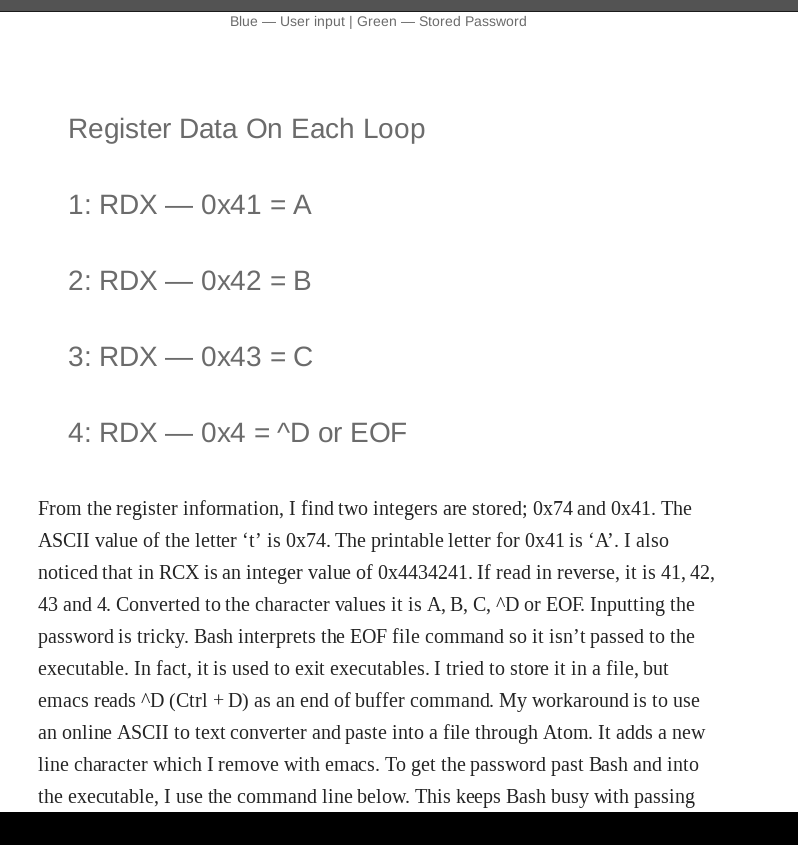 Blue — User input | Green — Stored Password
Register Data On Each Loop
1: RDX — 0x41 = A
2: RDX — 0x42 = B
3: RDX — 0x43 = C
4: RDX — 0x4 = ^D or EOF
From the register information, I find two integers are stored; 0x74 and 0x41. The
ASCII value of the letter ‘t’ is 0x74. The printable letter for 0x41 is ‘A’. I also
noticed that in RCX is an integer value of 0x4434241. If read in reverse, it is 41, 42,
43 and 4. Converted to the character values it is A, B, C, ^D or EOF. Inputting the
password is tricky. Bash interprets the EOF file command so it isn’t passed to the
executable. In fact, it is used to exit executables. I tried to store it in a file, but
emacs reads ^D (Ctrl + D) as an end of buffer command. My workaround is to use
an online ASCII to text converter and paste into a file through Atom. It adds a new
line character which I remove with emacs. To get the password past Bash and into
the executable, I use the command line below. This keeps Bash busy with passing